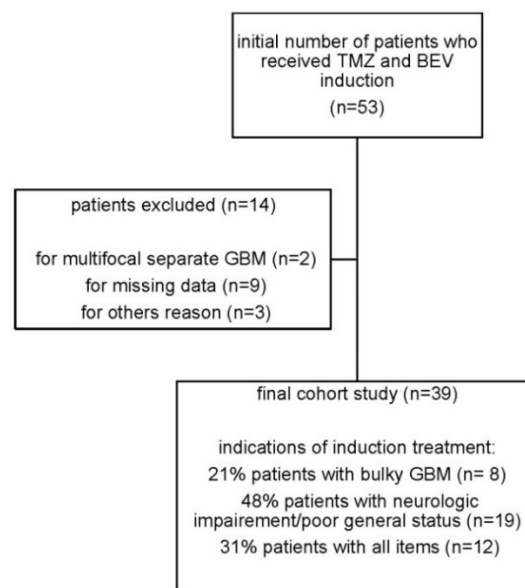 initial number of patients who
received TMZ and BEV
induction
(n=53)
patients excluded (n=14)
for multifocal separate GBM (n=2)
for missing data (n=9)
for others reason (n=3)
final cohort study (n=39)
indications of induction treatment:
21% patients with bulky GBM (n= 8)
48% patients with neurologic
impairment/poor general status (n=19)
31% patients with all items (n=12)